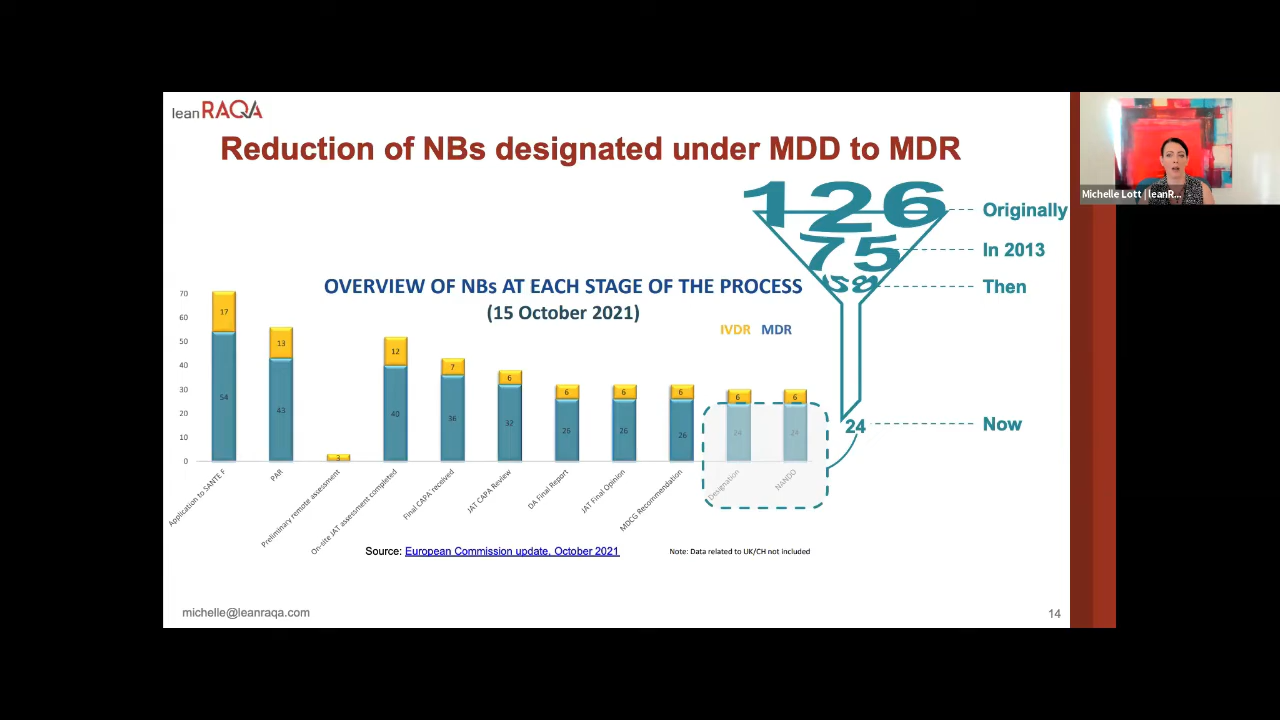 leanRAQA
Reduction of NBs designated under MDD to MDR
126
Originally
75
In 2013
58
Then
24
Now
OVERVIEW OF NBs AT EACH STAGE OF THE PROCESS
(15 October 2021)
IVDR MDR
70
60
50
40
30
20
10
0
17
54
13
43
3
12
40
7
36
6
32
6
26
6
26
6
26
6
24
6
24
Application to SANTE F
PAR
Preliminary remote assessment
On-site JAT assessment completed
Final CAPA received
JAT CAPA Review
DA Final Report
JAT Final Opinion
MDCG Recommendation
Designation
NANDO
Source: European Commission update, October 2021
Note: Data related to UK/CH not included
michelle@leanraqa.com
14
Michelle Lott | leanR...